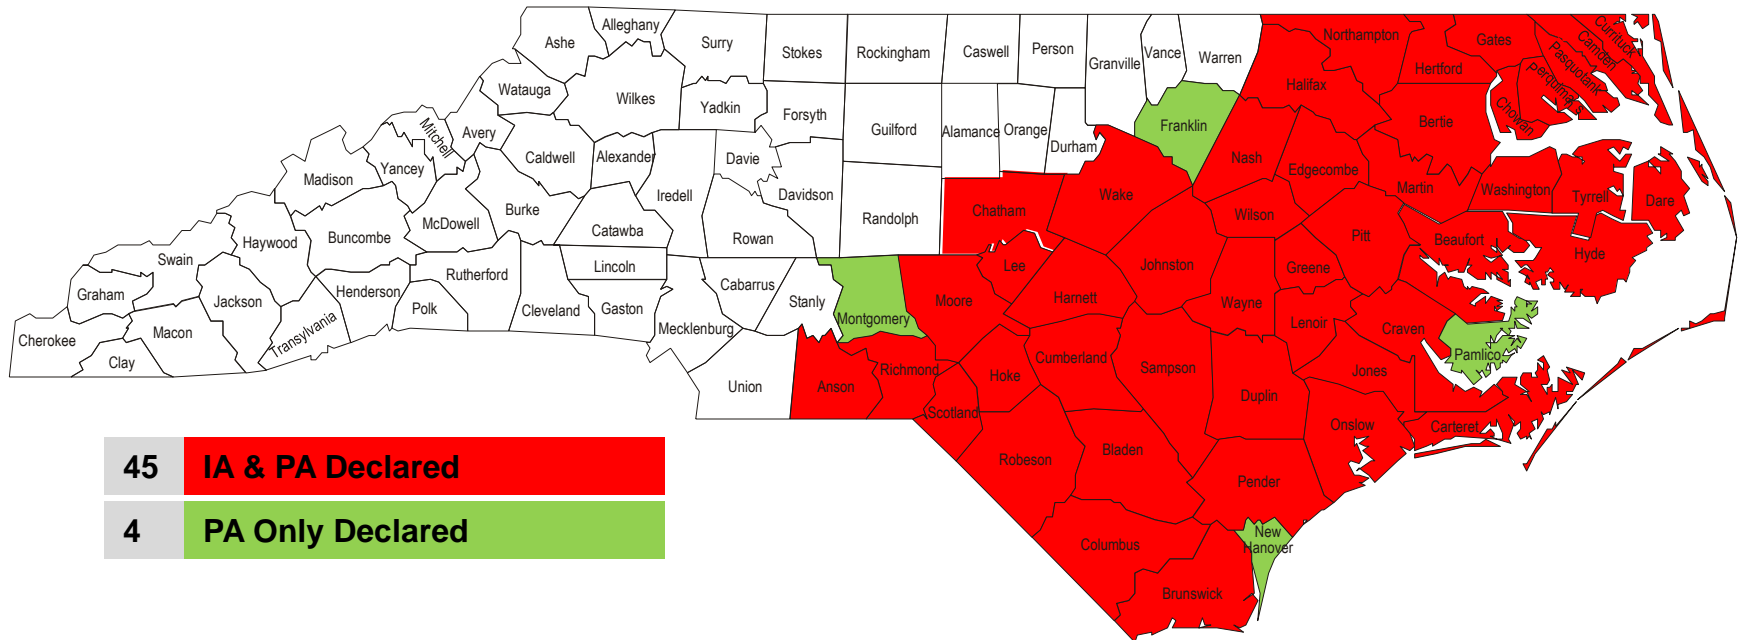 Ashe
Alleghany
Surry
Stokes
Rockingham
Caswell
Person
Granville
Vance
Warren
Northampton
Gates
Currituck
Camden
Pasquotank
Perquimans
Chowan
Hertford
Halifax
Bertie
Watauga
Wilkes
Yadkin
Forsyth
Guilford
Alamance
Orange
Durham
Franklin
Nash
Edgecombe
Martin
Washington
Tyrrell
Dare
Mitchell
Avery
Caldwell
Alexander
Davie
Iredell
Davidson
Randolph
Chatham
Wake
Wilson
Pitt
Beaufort
Hyde
Madison
Yancey
McDowell
Burke
Catawba
Rowan
Haywood
Buncombe
Swain
Rutherford
Lincoln
Lee
Johnston
Greene
Graham
Jackson
Henderson
Polk
Cleveland
Gaston
Cabarrus
Stanly
Montgomery
Moore
Harnett
Wayne
Lenoir
Craven
Pamlico
Cherokee
Macon
Clay
Transylvania
Mecklenburg
Union
Anson
Richmond
Hoke
Cumberland
Sampson
Duplin
Jones
Scotland
Onslow
Carteret
Robeson
Bladen
Pender
Columbus
New
Hanover
Brunswick
45 IA & PA Declared
4 PA Only Declared